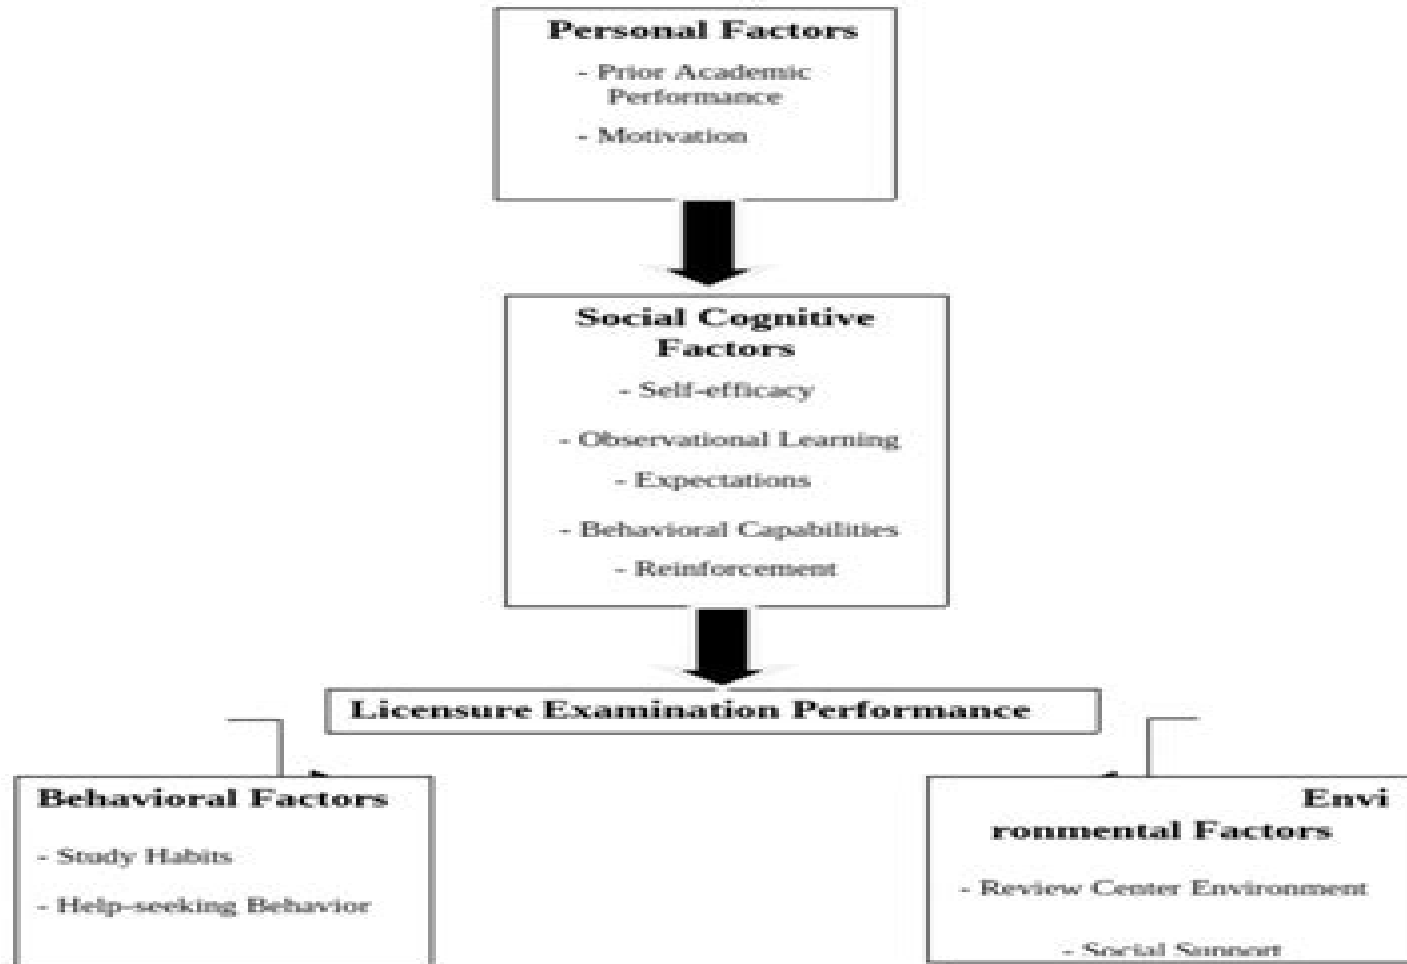 Personal Factors
- Prior Academic
Performance
- Motivation
Social Cognitive
Factors
- Self-efficacy
- Observational Learning
- Expectations
- Behavioral Capabilities
- Reinforcement
Licensure Examination Performance
Behavioral Factors
- Study Habits
- Help-seeking Behavior
Envi
ronmental Factors
- Review Center Environment
- Social Support